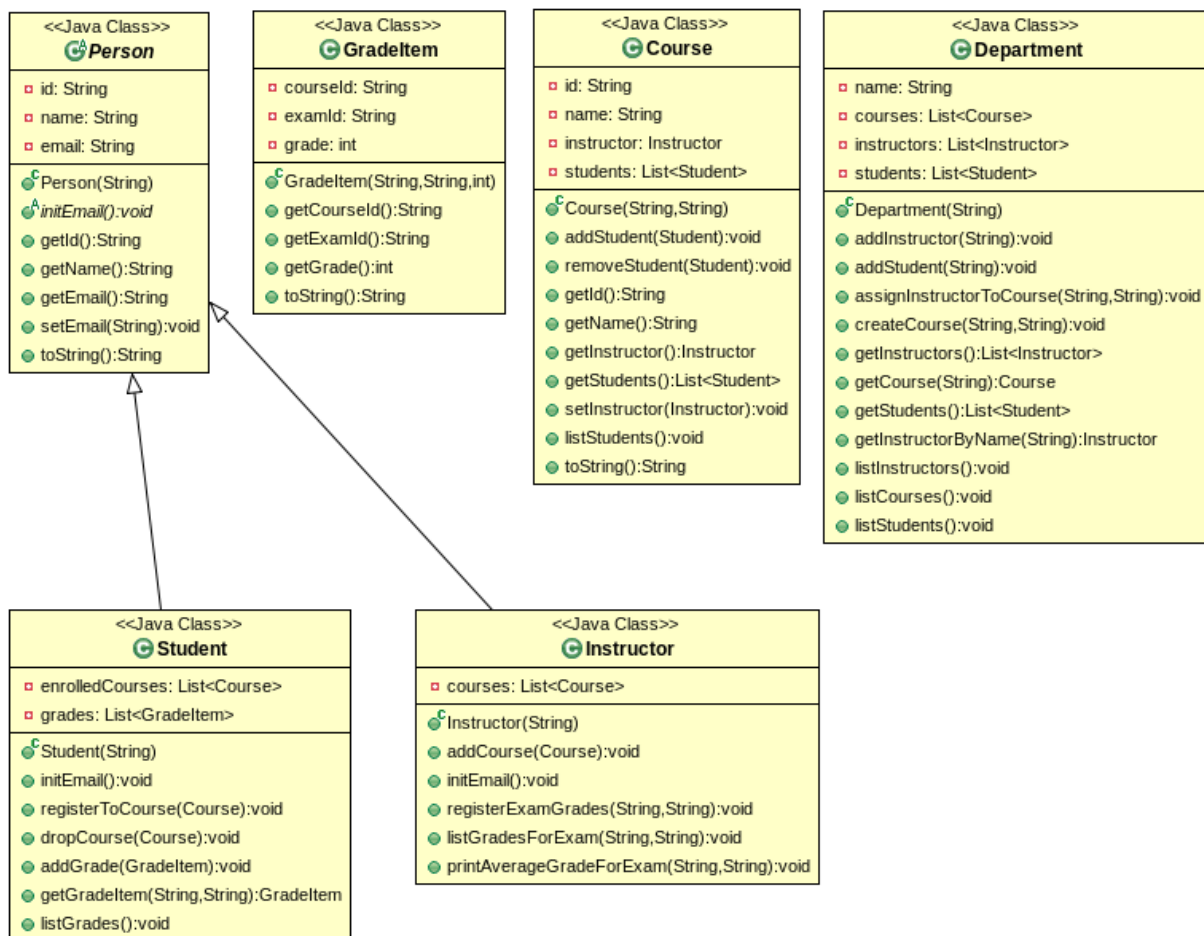 <<Java Class>>
Person
id: String
name: String
email: String
Person(String)
initEmail():void
getId():String
getName():String
getEmail():String
setEmail(String):void
toString():String
<<Java Class>>
GradeItem
courseId: String
examId: String
grade: int
GradeItem(String,String,int)
getCourseId():String
getExamId():String
getGrade():int
toString():String
<<Java Class>>
Course
id: String
name: String
instructor: Instructor
students: List<Student>
Course(String,String)
addStudent(Student):void
removeStudent(Student):void
getId():String
getName():String
getInstructor():Instructor
getStudents():List<Student>
setInstructor(Instructor):void
listStudents():void
toString():String
<<Java Class>>
Department
name: String
courses: List<Course>
instructors: List<Instructor>
students: List<Student>
Department(String)
addInstructor(String):void
addStudent(String):void
assignInstructorToCourse(String,String):void
createCourse(String,String):void
getInstructors():List<Instructor>
getCourse(String):Course
getStudents():List<Student>
getInstructorByName(String):Instructor
listInstructors():void
listCourses():void
listStudents():void
<<Java Class>>
Student
enrolledCourses: List<Course>
grades: List<GradeItem>
Student(String)
initEmail():void
registerToCourse(Course):void
dropCourse(Course):void
addGrade(GradeItem):void
getGradeItem(String,String):GradeItem
listGrades():void
<<Java Class>>
Instructor
courses: List<Course>
Instructor(String)
addCourse(Course):void
initEmail():void
registerExamGrades(String,String):void
listGradesForExam(String,String):void
printAverageGradeForExam(String,String):void